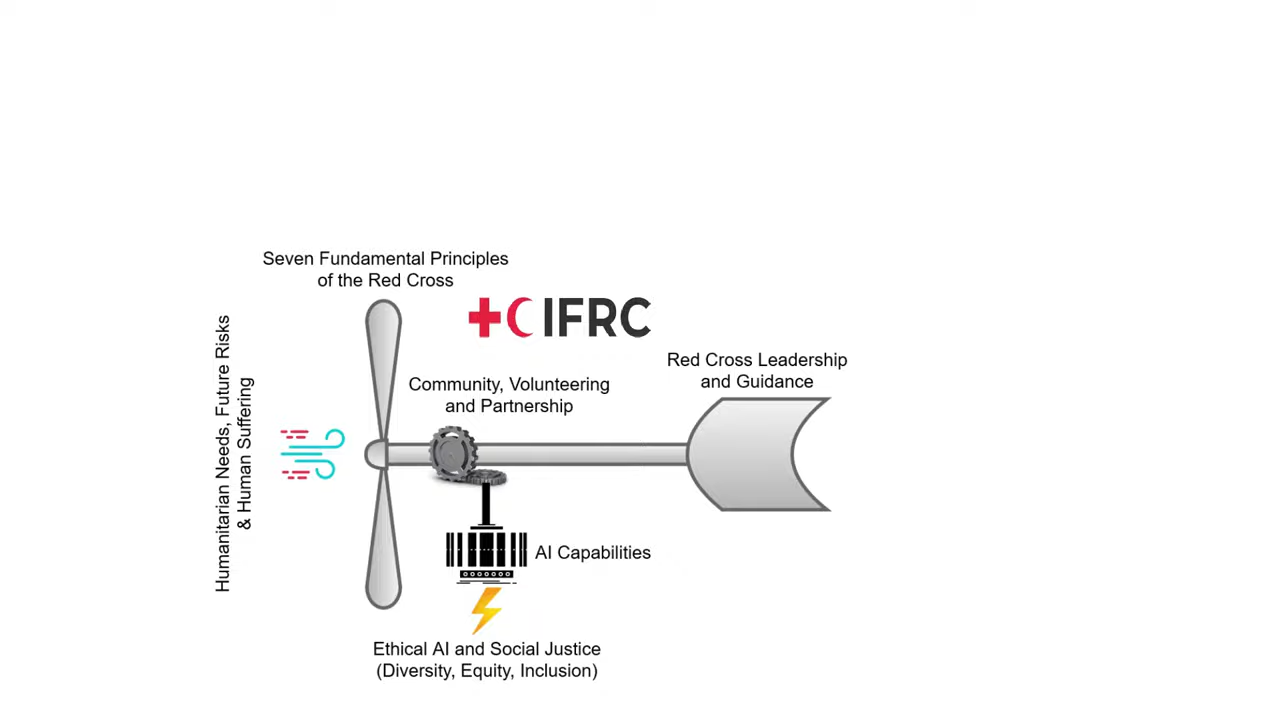 Seven Fundamental Principles
of the Red Cross
IFRC
Humanitarian Needs, Future Risks
& Human Suffering
Community, Volunteering
and Partnership
Red Cross Leadership
and Guidance
AI Capabilities
Ethical AI and Social Justice
(Diversity, Equity, Inclusion)